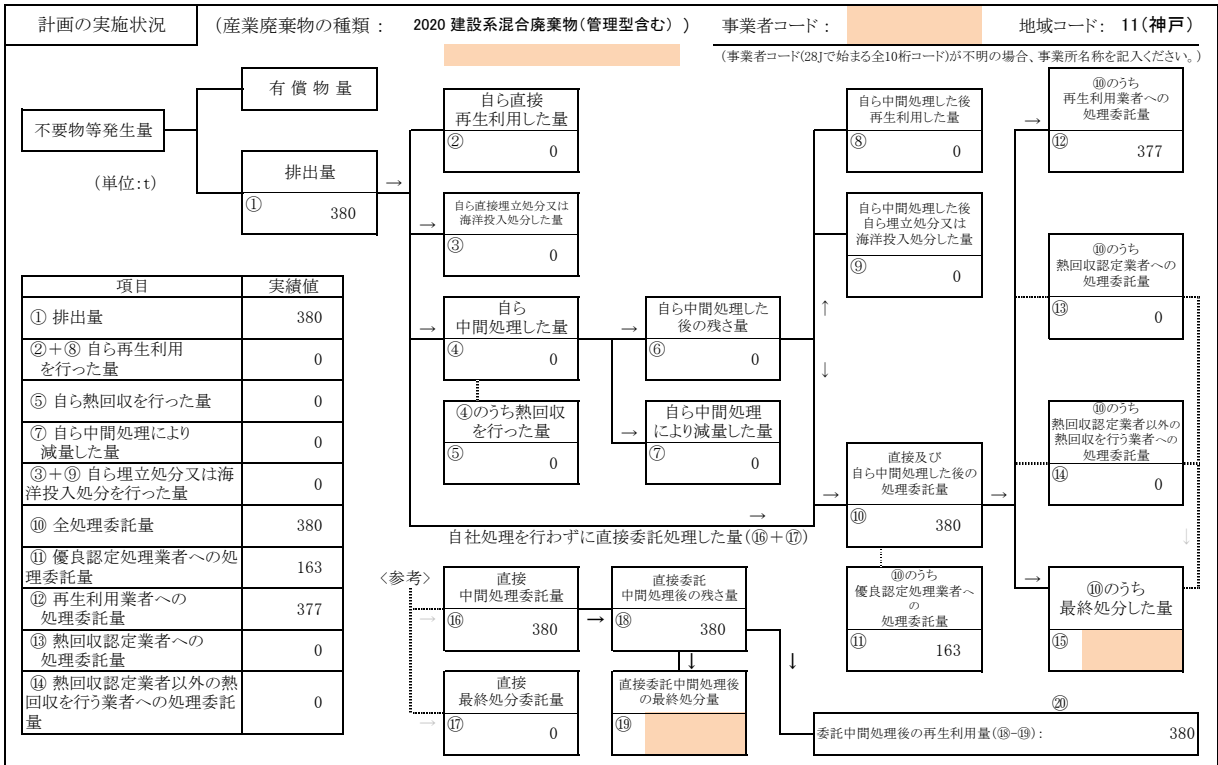 計画の実施状況
(産業廃棄物の種類： 2020 建設系混合廃棄物(管理型含む) )
事業者コード：
地域コード： 11(神戸)
(事業者コード(28Jで始まる全10桁コード)が不明の場合、事業所名称を記入ください。)
不要物等発生量
(単位:t)
有償物量
排出量
① 380
→
自ら直接
再生利用した量
② 0
→
自ら直接埋立処分又は
海洋投入処分した量
③ 0
→
自ら
中間処理した量
④ 0
④のうち熱回収
を行った量
⑤ 0
→
自ら中間処理した
後の残さ量
⑥ 0
→
自ら中間処理
により減量した量
⑦ 0
自ら中間処理した後
再生利用した量
⑧ 0
自ら中間処理した後
自ら埋立処分又は
海洋投入処分した量
⑨ 0
↑
↓
→
直接及び
自ら中間処理した後の
処理委託量
⑩ 380
→
⑩のうち
優良認定処理業者へ
の
処理委託量
⑪ 163
→
⑩のうち
再生利用業者への
処理委託量
⑫ 377
⑩のうち
熱回収認定業者への
処理委託量
⑬ 0
⑩のうち
熱回収認定業者以外の
熱回収を行う業者への
処理委託量
⑭ 0
↓
→
⑩のうち
最終処分した量
⑮
項目 実績値
① 排出量 380
②＋⑧ 自ら再生利用
を行った量 0
⑤ 自ら熱回収を行った量 0
⑦ 自ら中間処理により
減量した量 0
③＋⑨ 自ら埋立処分又は海
洋投入処分を行った量 0
⑩ 全処理委託量 380
⑪ 優良認定処理業者への処
理委託量 163
⑫ 再生利用業者への
処理委託量 377
⑬ 熱回収認定業者への
処理委託量 0
⑭ 熱回収認定業者以外の熱
回収を行う業者への処理委託
量 0
→
自社処理を行わずに直接委託処理した量(⑯＋⑰)
<参考>
→
直接
中間処理委託量
⑯ 380
→
直接委託
中間処理後の残さ量
⑱ 380
→
直接
最終処分委託量
⑰ 0
↓
直接委託中間処理後
の最終処分量
⑲
↓
⑳
委託中間処理後の再生利用量(⑱-⑲)： 380